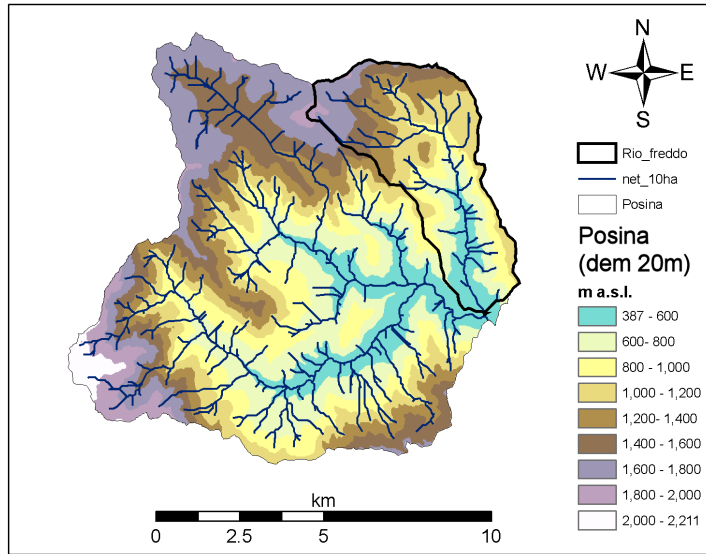 N
W E
S
Rio_freddo
net_10ha
Posina
Posina
(dem 20m)
m a.s.l.
387 - 600
600- 800
800 - 1,000
1,000 - 1,200
1,200- 1,400
1,400 - 1,600
1,600 - 1,800
1,800 - 2,000
2,000 - 2,211
km
0 2.5 5 10